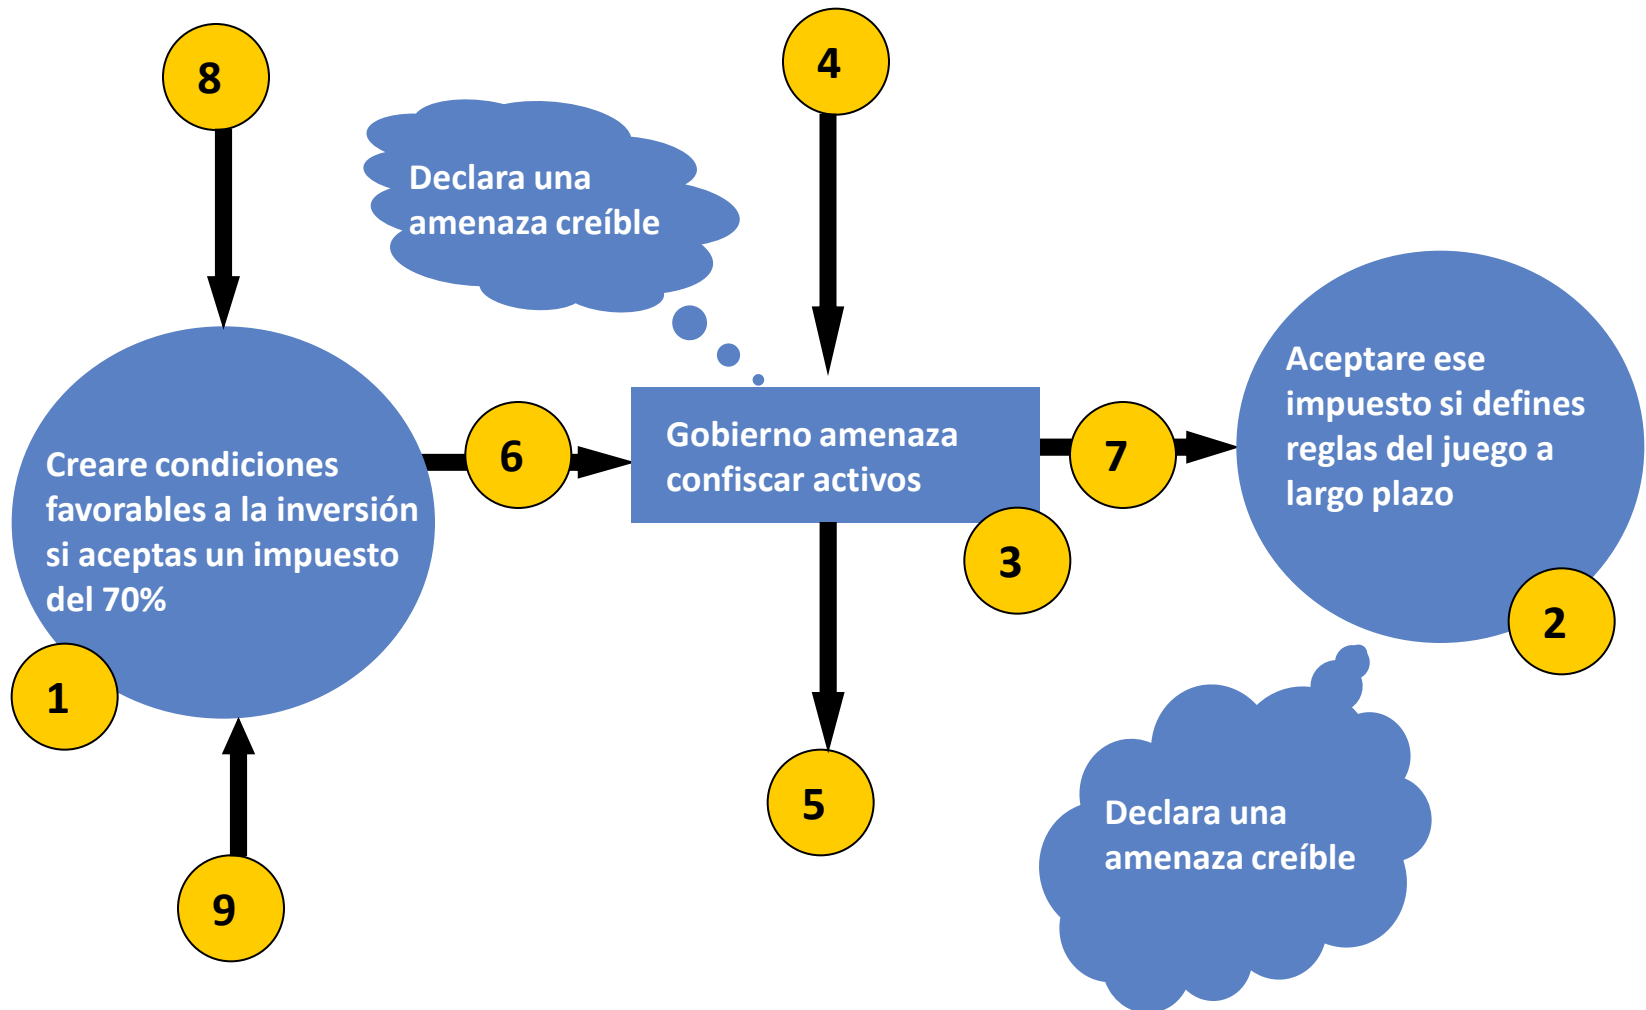 8
4
Declara una
amenaza creíble
Creare condiciones
favorables a la inversión
si aceptas un impuesto
del 70%
1
6
Gobierno amenaza
confiscar activos
3
7
Aceptare ese
impuesto si defines
reglas del juego a
largo plazo
2
9
5
Declara una
amenaza creíble